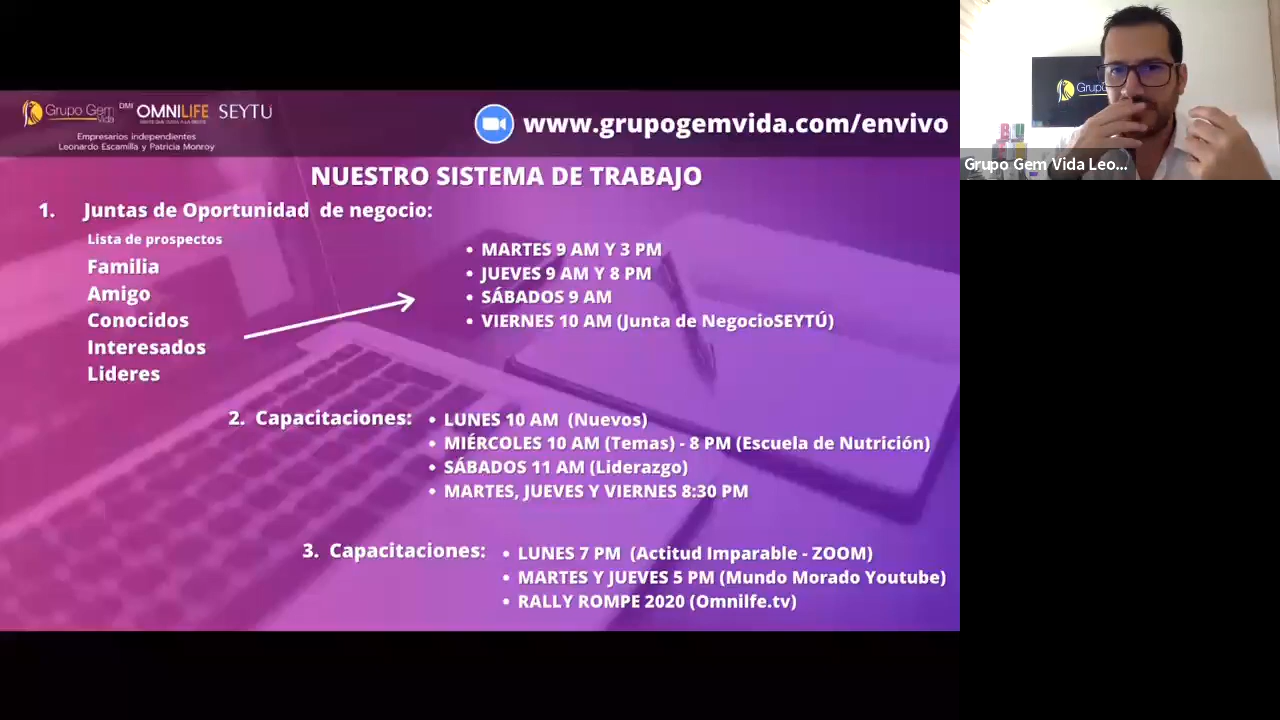 Grupo Gem
Vida
DMI
OMNILIFE
SEYTÚ
Empresarios independientes
Leonardo Escamilla y Patricia Monroy
www.grupogemvida.com/envivo
NUESTRO SISTEMA DE TRABAJO
1. Juntas de Oportunidad de negocio:
Lista de prospectos
Familia
Amigo
Conocidos
Interesados
Lideres
• MARTES 9 AM Y 3 PM
• JUEVES 9 AM Y 8 PM
• SÁBADOS 9 AM
• VIERNES 10 AM (Junta de NegocioSEYTÚ)
2. Capacitaciones:
• LUNES 10 AM (Nuevos)
• MIÉRCOLES 10 AM (Temas) - 8 PM (Escuela de Nutrición)
• SÁBADOS 11 AM (Liderazgo)
• MARTES, JUEVES Y VIERNES 8:30 PM
3. Capacitaciones:
• LUNES 7 PM (Actitud Imparable - ZOOM)
• MARTES Y JUEVES 5 PM (Mundo Morado Youtube)
• RALLY ROMPE 2020 (Omnilfe.tv)
Grupo Gem Vida Leo...